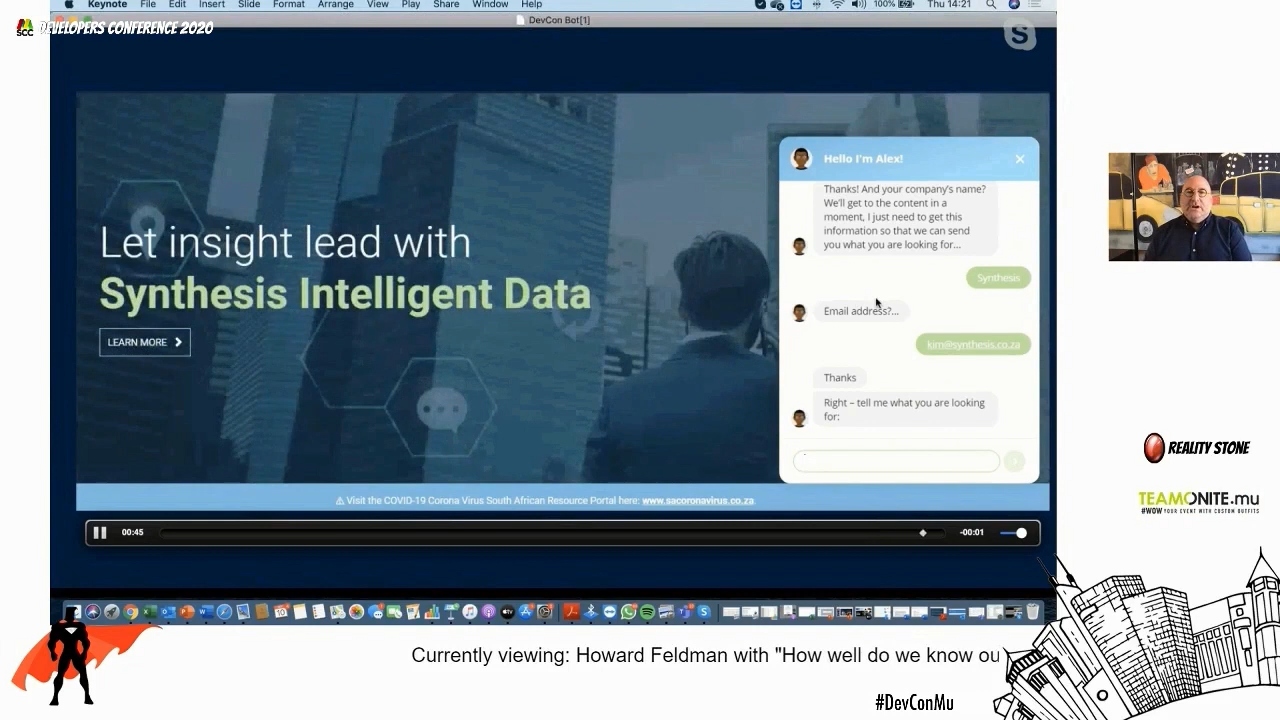 Keynote File Edit Insert Slide Format Arrange View Play Share Window Help 100% Thu 14:21
DevCon Bot[1]
SCC DEVELOPERS CONFERENCE 2020
Hello I'm Alex!
Thanks! And your company's name?
We'll get to the content in a
moment, I just need to get this
information so that we can send
you what you are looking for...
Synthesis
Email address?...
kim@synthesis.co.za
Thanks
Right – tell me what you are looking
for:
Let insight lead with
Synthesis Intelligent Data
LEARN MORE
⚠ Visit the COVID-19 Corona Virus South African Resource Portal here: www.sacoronavirus.co.za.
00:45
-00:01
REALITY STONE
TEAMONITE.mu
#WOW YOUR EVENT WITH CUSTOM OUTFITS
Currently viewing: Howard Feldman with "How well do we know ou
#DevConMu